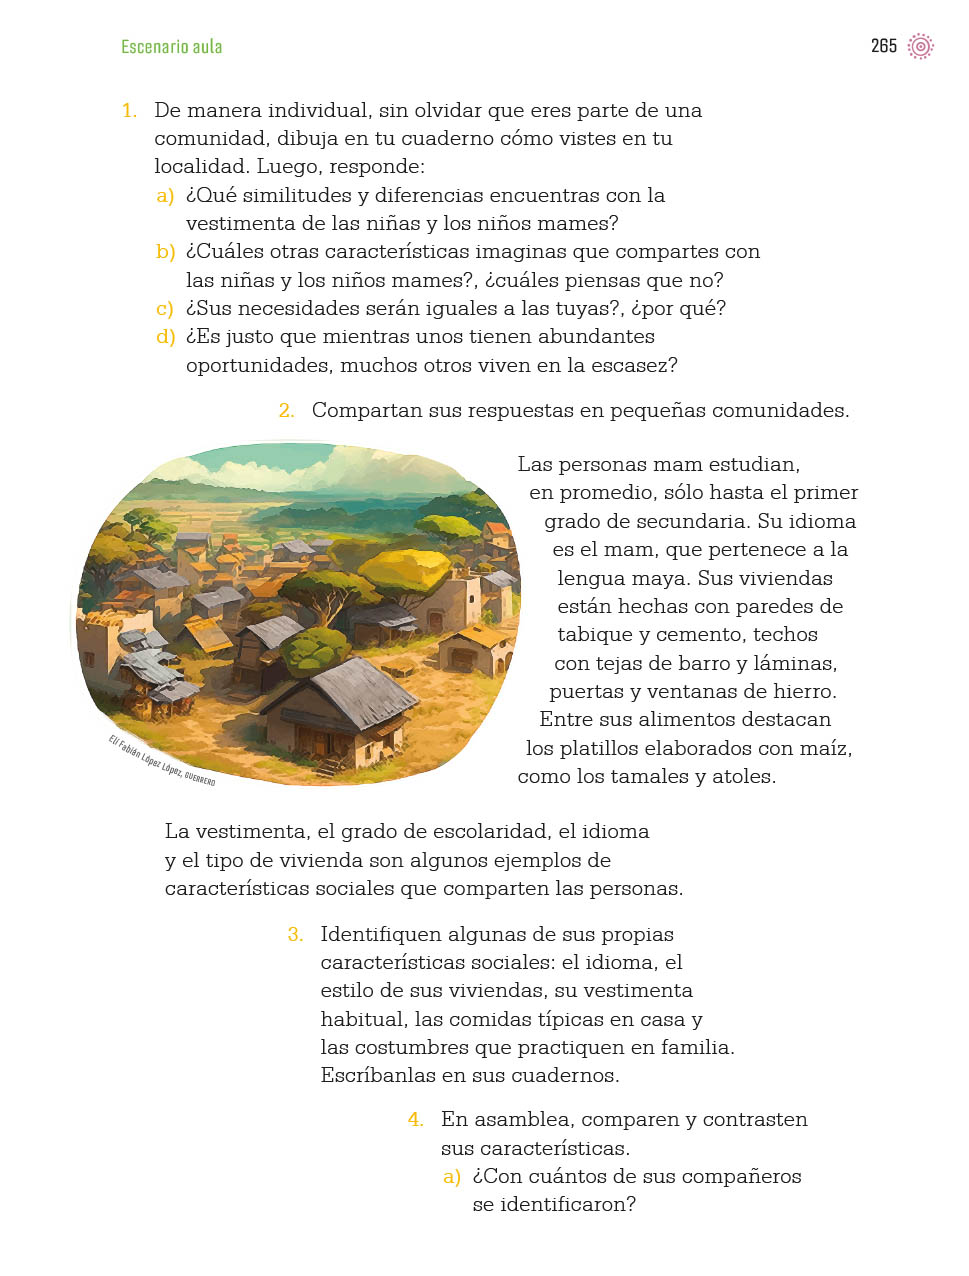 Escenario aula
265
1. De manera individual, sin olvidar que eres parte de una
comunidad, dibuja en tu cuaderno cómo vistes en tu
localidad. Luego, responde:
a) ¿Qué similitudes y diferencias encuentras con la
vestimenta de las niñas y los niños mames?
b) ¿Cuáles otras características imaginas que compartes con
las niñas y los niños mames?, ¿cuáles piensas que no?
c) ¿Sus necesidades serán iguales a las tuyas?, ¿por qué?
d) ¿Es justo que mientras unos tienen abundantes
oportunidades, muchos otros viven en la escasez?
2. Compartan sus respuestas en pequeñas comunidades.
Las personas mam estudian,
en promedio, sólo hasta el primer
grado de secundaria. Su idioma
es el mam, que pertenece a la
lengua maya. Sus viviendas
están hechas con paredes de
tabique y cemento, techos
con tejas de barro y láminas,
puertas y ventanas de hierro.
Entre sus alimentos destacan
los platillos elaborados con maíz,
como los tamales y atoles.
Elí Fabián López López, GUERRERO
La vestimenta, el grado de escolaridad, el idioma
y el tipo de vivienda son algunos ejemplos de
características sociales que comparten las personas.
3. Identifiquen algunas de sus propias
características sociales: el idioma, el
estilo de sus viviendas, su vestimenta
habitual, las comidas típicas en casa y
las costumbres que practiquen en familia.
Escríbanlas en sus cuadernos.
4. En asamblea, comparen y contrasten
sus características.
a) ¿Con cuántos de sus compañeros
se identificaron?